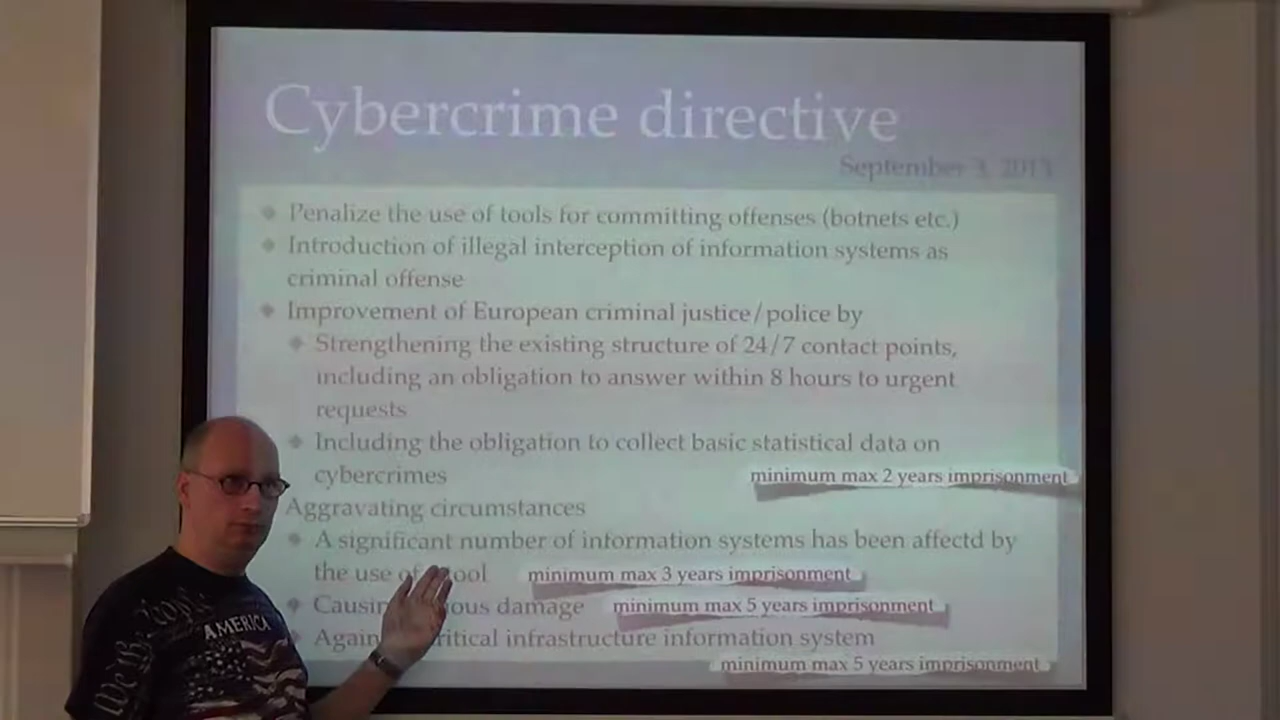 Cybercrime directive
September 3, 2013
Penalize the use of tools for committing offenses (botnets etc.)
Introduction of illegal interception of information systems as
criminal offense
Improvement of European criminal justice/police by
Strengthening the existing structure of 24/7 contact points,
including an obligation to answer within 8 hours to urgent
requests
Including the obligation to collect basic statistical data on
cybercrimes
minimum max 2 years imprisonment
Aggravating circumstances
A significant number of information systems has been affectd by
the use of tool
minimum max 3 years imprisonment
damage
minimum max 5 years imprisonment
infrastructure information system
minimum max 5 years imprisonment
We the
AMERICA